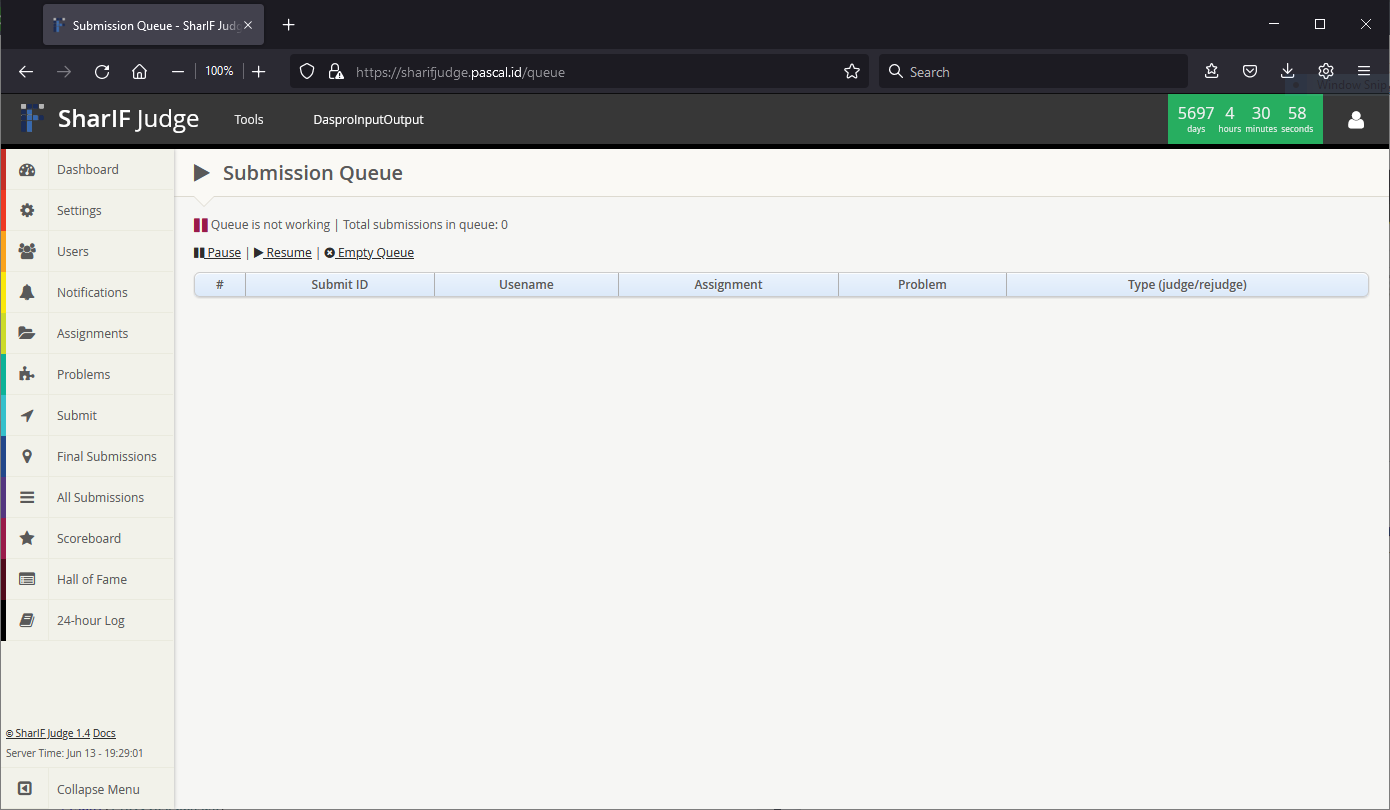 Submission Queue - SharIF Judg
100%
https://sharifjudge.pascal.id/queue
Search
Window Snip
SharIF Judge
Tools
DasproInputOutput
5697 4 30 58
days hours minutes seconds
Submission Queue
Queue is not working | Total submissions in queue: 0
Pause | Resume | Empty Queue
# Submit ID Usename Assignment Problem Type (judge/rejudge)
Dashboard
Settings
Users
Notifications
Assignments
Problems
Submit
Final Submissions
All Submissions
Scoreboard
Hall of Fame
24-hour Log
© SharIF Judge 1.4 Docs
Server Time: Jun 13 - 19:29:01
Collapse Menu